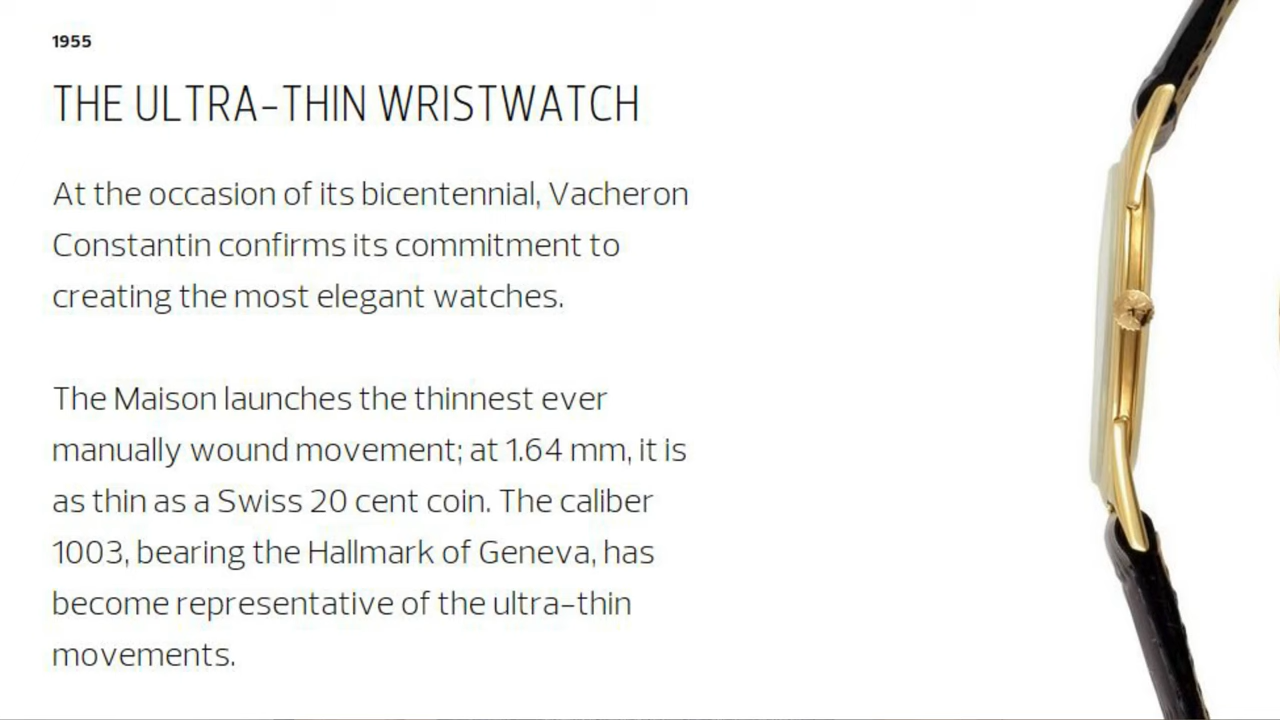 1955
THE ULTRA-THIN WRISTWATCH
At the occasion of its bicentennial, Vacheron
Constantin confirms its commitment to
creating the most elegant watches.
The Maison launches the thinnest ever
manually wound movement; at 1.64 mm, it is
as thin as a Swiss 20 cent coin. The caliber
1003, bearing the Hallmark of Geneva, has
become representative of the ultra-thin
movements.